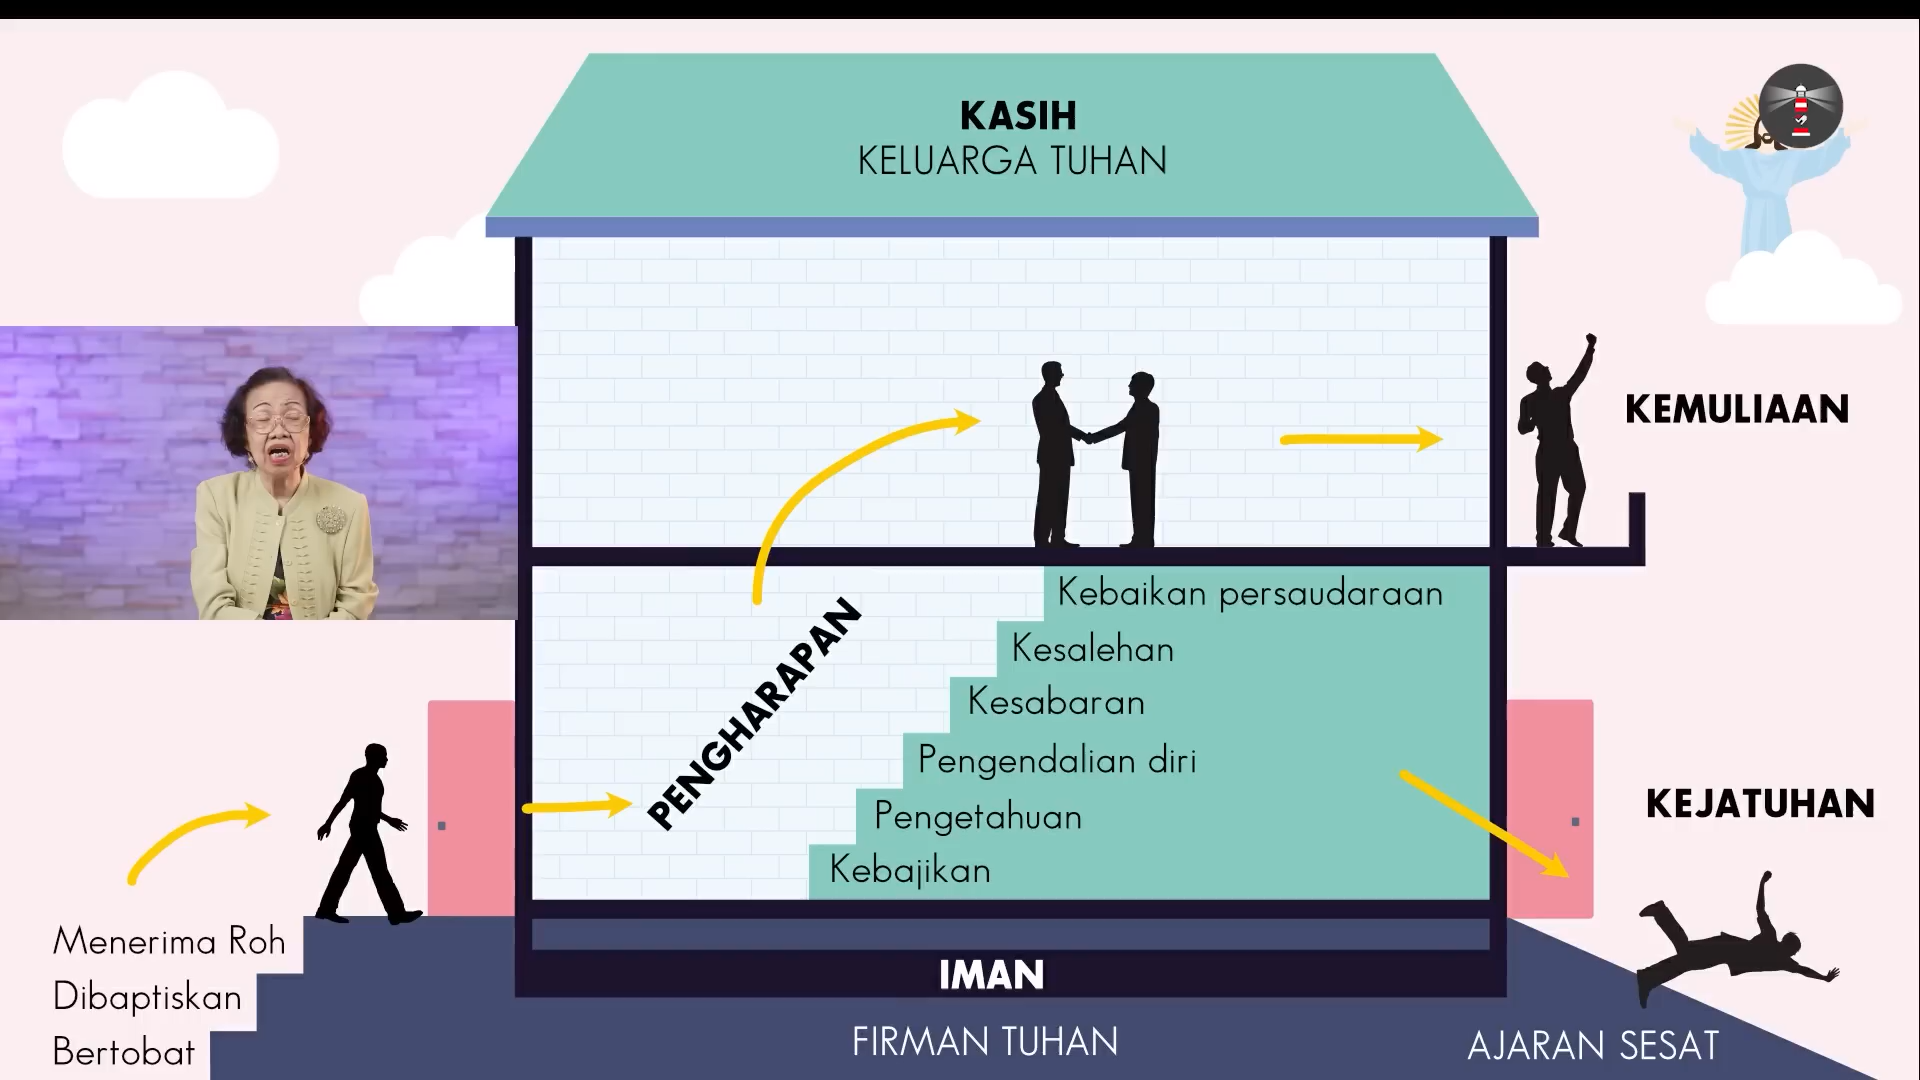 KASIH
KELUARGA TUHAN
KEMULIAAN
PENGHARAPAN
Kebaikan persaudaraan
Kesalehan
Kesabaran
Pengendalian diri
Pengetahuan
Kebajikan
KEJATUHAN
Menerima Roh
Dibaptiskan
Bertobat
IMAN
FIRMAN TUHAN
AJARAN SESAT